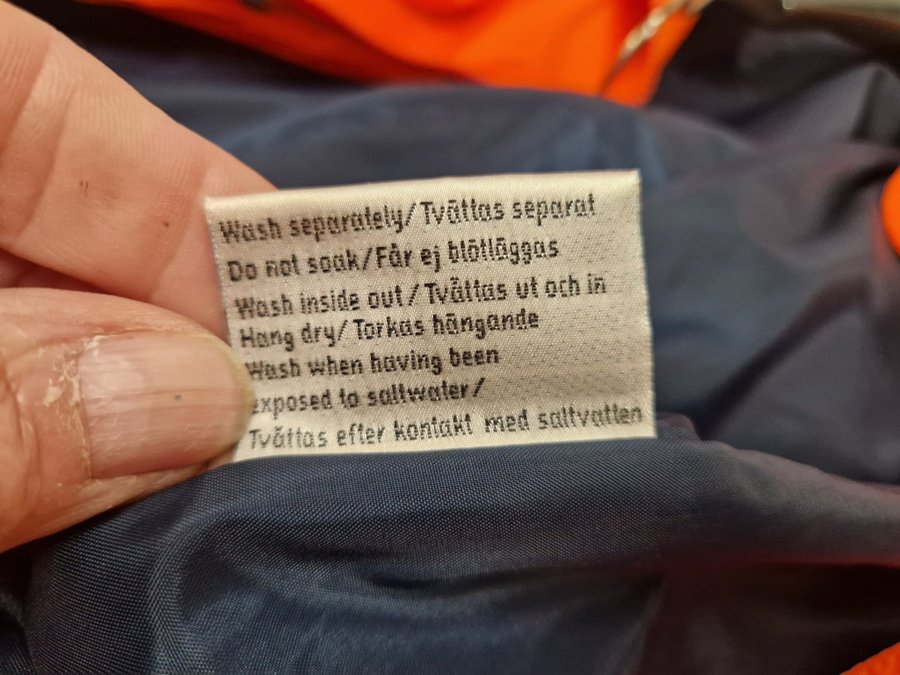 Wash separately/Tvättas separat
Do not soak/Får ej blötläggas
Wash inside out/Tvättas ut och in
Hang dry/Torkas hängande
Wash when having been
exposed to saltwater/
Tvättas efter kontakt med saltvatten